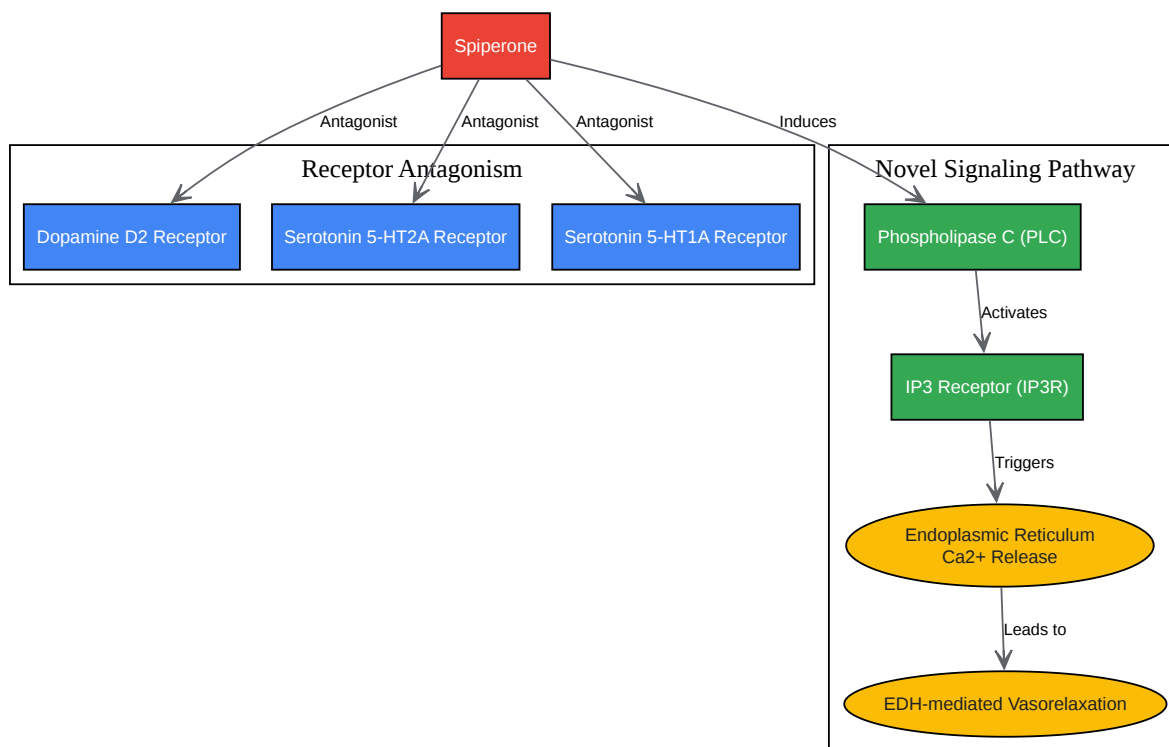 Spiperone
Antagonist
Antagonist
Antagonist
Induces
Receptor Antagonism
Novel Signaling Pathway
Dopamine D2 Receptor
Serotonin 5-HT2A Receptor
Serotonin 5-HT1A Receptor
Phospholipase C (PLC)
Activates
IP3 Receptor (IP3R)
Triggers
Endoplasmic Reticulum
Ca2+ Release
Leads to
EDH-mediated Vasorelaxation